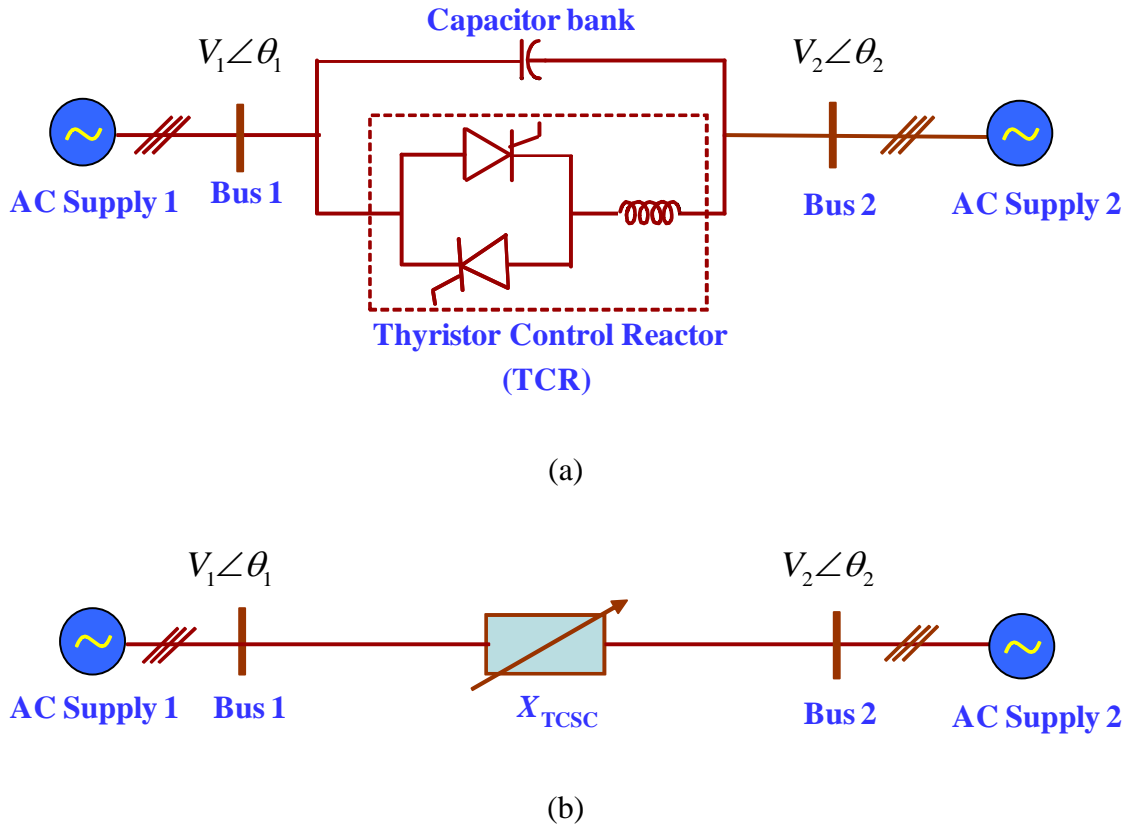 Capacitor bank
V₁∠θ₁
V₂∠θ₂
AC Supply 1
Bus 1
Bus 2
AC Supply 2
Thyristor Control Reactor
(TCR)
(a)
V₁∠θ₁
V₂∠θ₂
AC Supply 1
Bus 1
X TCSC
Bus 2
AC Supply 2
(b)